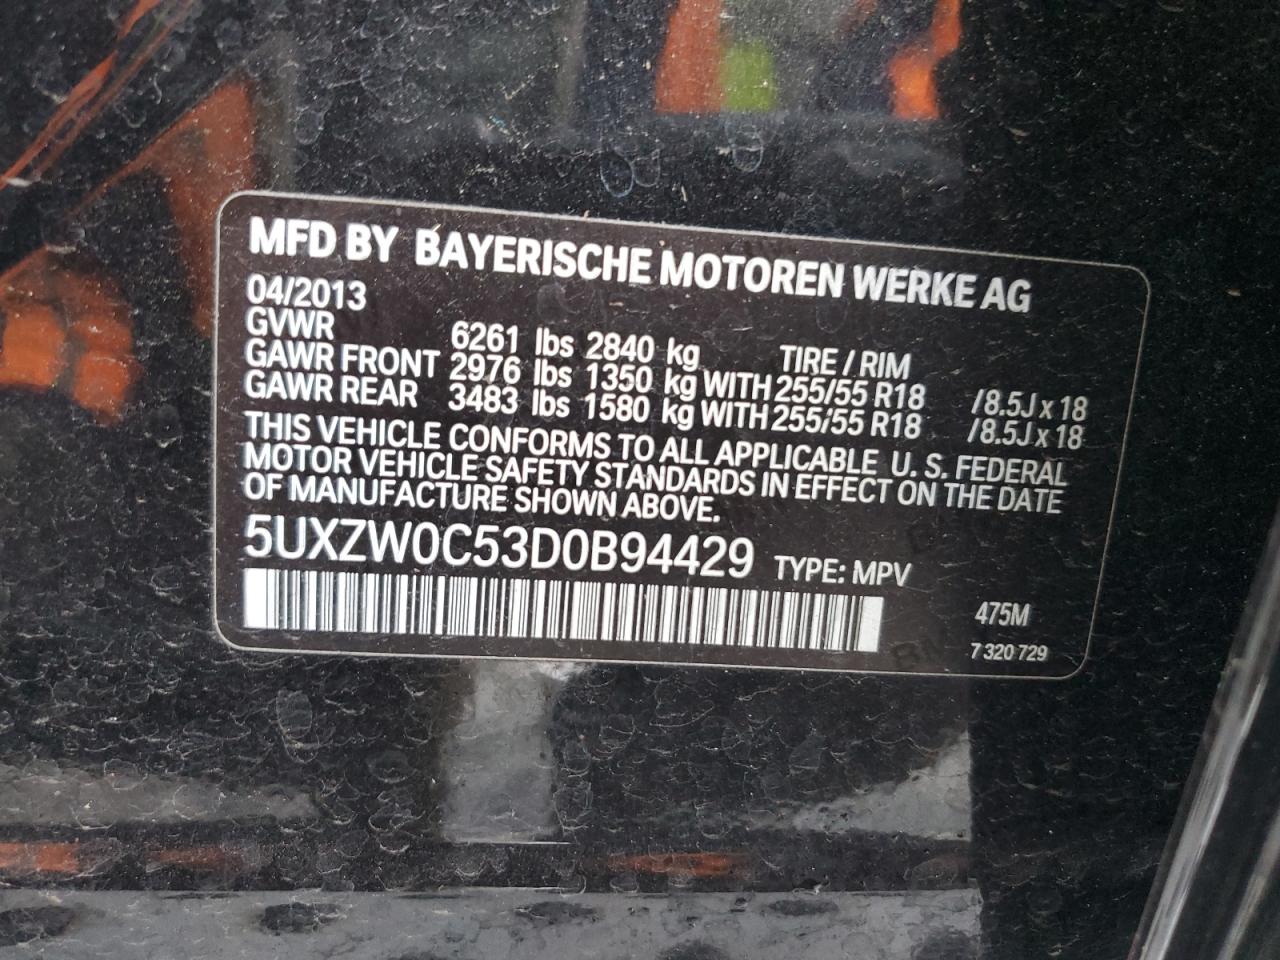 MFD BY BAYERISCHE MOTOREN WERKE AG
04/2013
GVWR 6261 lbs 2840 kg TIRE / RIM
GAWR FRONT 2976 lbs 1350 kg WITH 255/55 R18 /8.5J x 18
GAWR REAR 3483 lbs 1580 kg WITH 255/55 R18 /8.5J x 18
THIS VEHICLE CONFORMS TO ALL APPLICABLE U. S. FEDERAL
MOTOR VEHICLE SAFETY STANDARDS IN EFFECT ON THE DATE
OF MANUFACTURE SHOWN ABOVE.
5UXZW0C53D0B94429 TYPE: MPV
475M
7 320 729